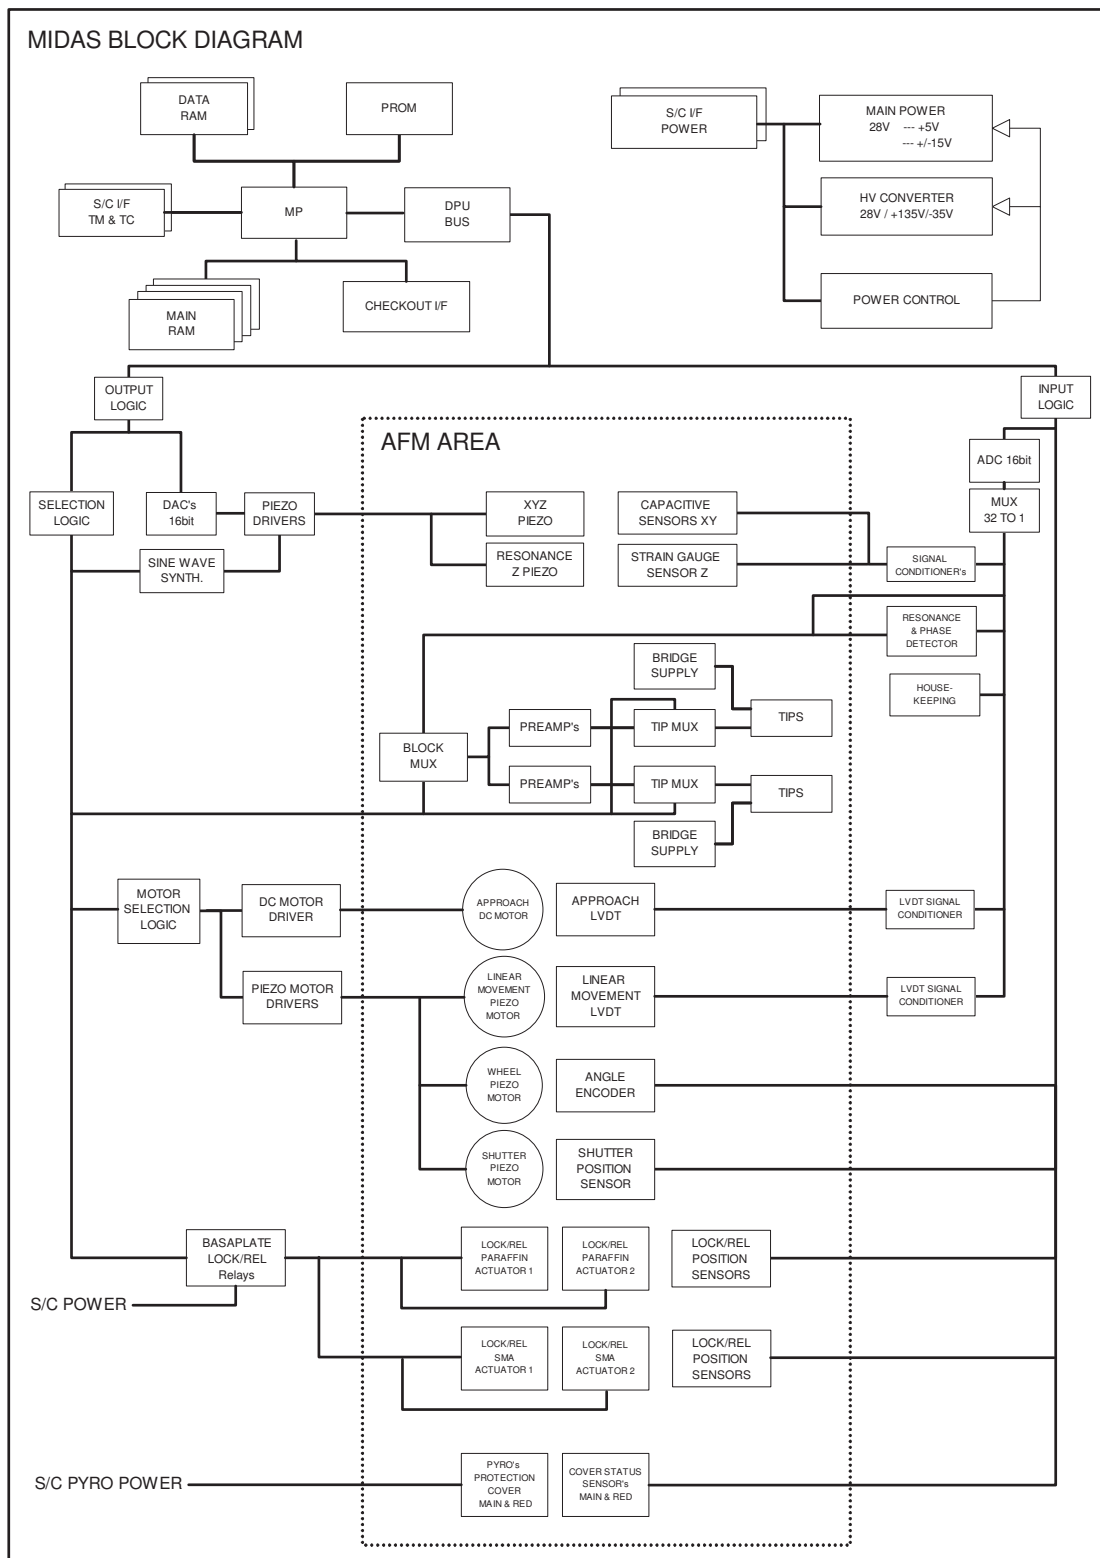 MIDAS BLOCK DIAGRAM
DATA
RAM
PROM
S/C I/F
POWER
MAIN POWER
28V --- +5V
--- +/-15V
S/C I/F
TM & TC
MP
DPU
BUS
HV CONVERTER
28V / +135V/-35V
MAIN
RAM
CHECKOUT I/F
POWER CONTROL
OUTPUT
LOGIC
INPUT
LOGIC
AFM AREA
ADC 16bit
SELECTION
LOGIC
DAC's
16bit
PIEZO
DRIVERS
XYZ
PIEZO
CAPACITIVE
SENSORS XY
MUX
32 TO 1
SINE WAVE
SYNTH.
RESONANCE
Z PIEZO
STRAIN GAUGE
SENSOR Z
SIGNAL
CONDITIONER's
RESONANCE
& PHASE
DETECTOR
BRIDGE
SUPPLY
HOUSE-
KEEPING
PREAMP's
TIP MUX
TIPS
BLOCK
MUX
PREAMP's
TIP MUX
TIPS
BRIDGE
SUPPLY
MOTOR
SELECTION
LOGIC
DC MOTOR
DRIVER
APPROACH
DC MOTOR
APPROACH
LVDT
LVDT SIGNAL
CONDITIONER
PIEZO MOTOR
DRIVERS
LINEAR
MOVEMENT
PIEZO
MOTOR
LINEAR
MOVEMENT
LVDT
LVDT SIGNAL
CONDITIONER
WHEEL
PIEZO
MOTOR
ANGLE
ENCODER
SHUTTER
PIEZO
MOTOR
SHUTTER
POSITION
SENSOR
BASAPLATE
LOCK/REL
Relays
LOCK/REL
PARAFFIN
ACTUATOR 1
LOCK/REL
PARAFFIN
ACTUATOR 2
LOCK/REL
POSITION
SENSORS
S/C POWER
LOCK/REL
SMA
ACTUATOR 1
LOCK/REL
SMA
ACTUATOR 2
LOCK/REL
POSITION
SENSORS
S/C PYRO POWER
PYRO's
PROTECTION
COVER
MAIN & RED
COVER STATUS
SENSOR's
MAIN & RED